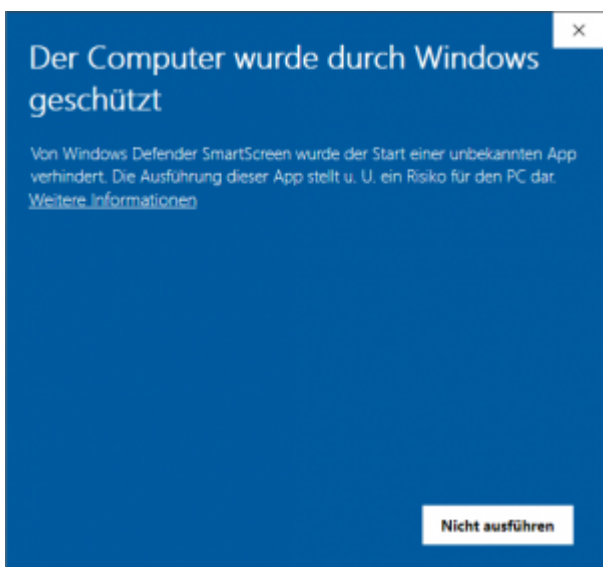 Der Computer wurde durch Windows
geschützt
Von Windows Defender SmartScreen wurde der Start einer unbekannten App
verhindert. Die Ausführung dieser App stellt u. U. ein Risiko für den PC dar.
Weitere Informationen
Nicht ausführen